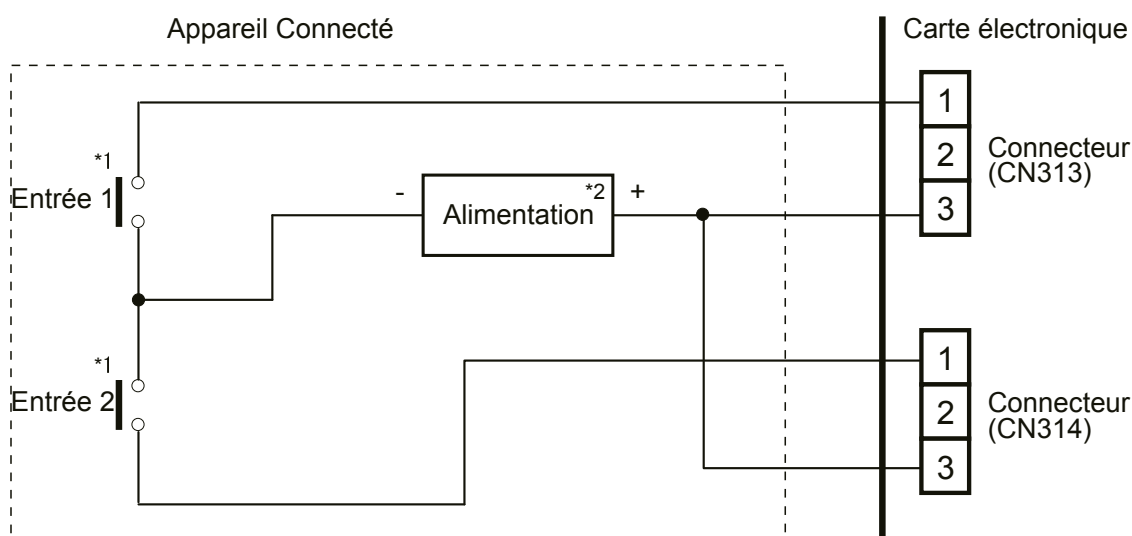 Appareil Connecté
Carte électronique
*1
Entrée 1
- Alimentation *2 +
1
2
3
Connecteur
(CN313)
*1
Entrée 2
1
2
3
Connecteur
(CN314)